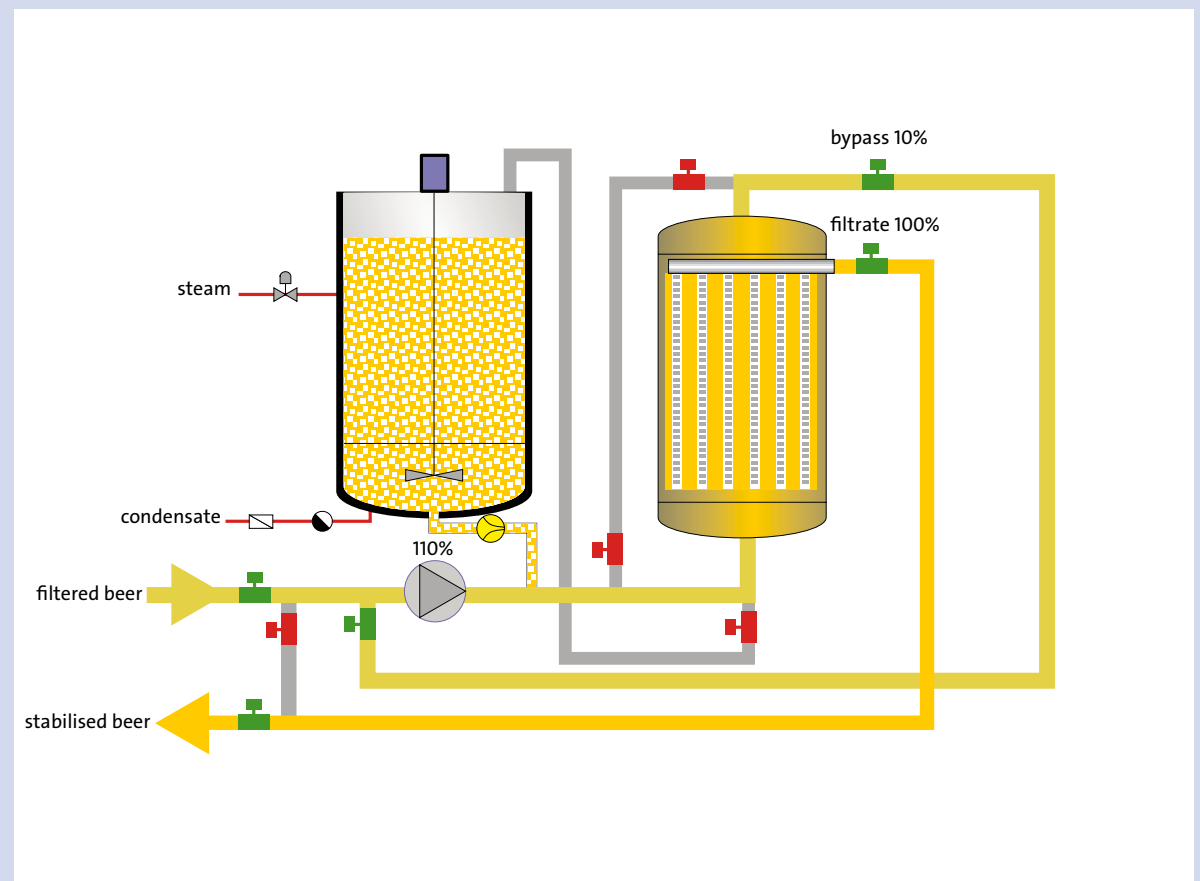 bypass 10%
filtrate 100%
steam
condensate
110%
filtered beer
stabilised beer